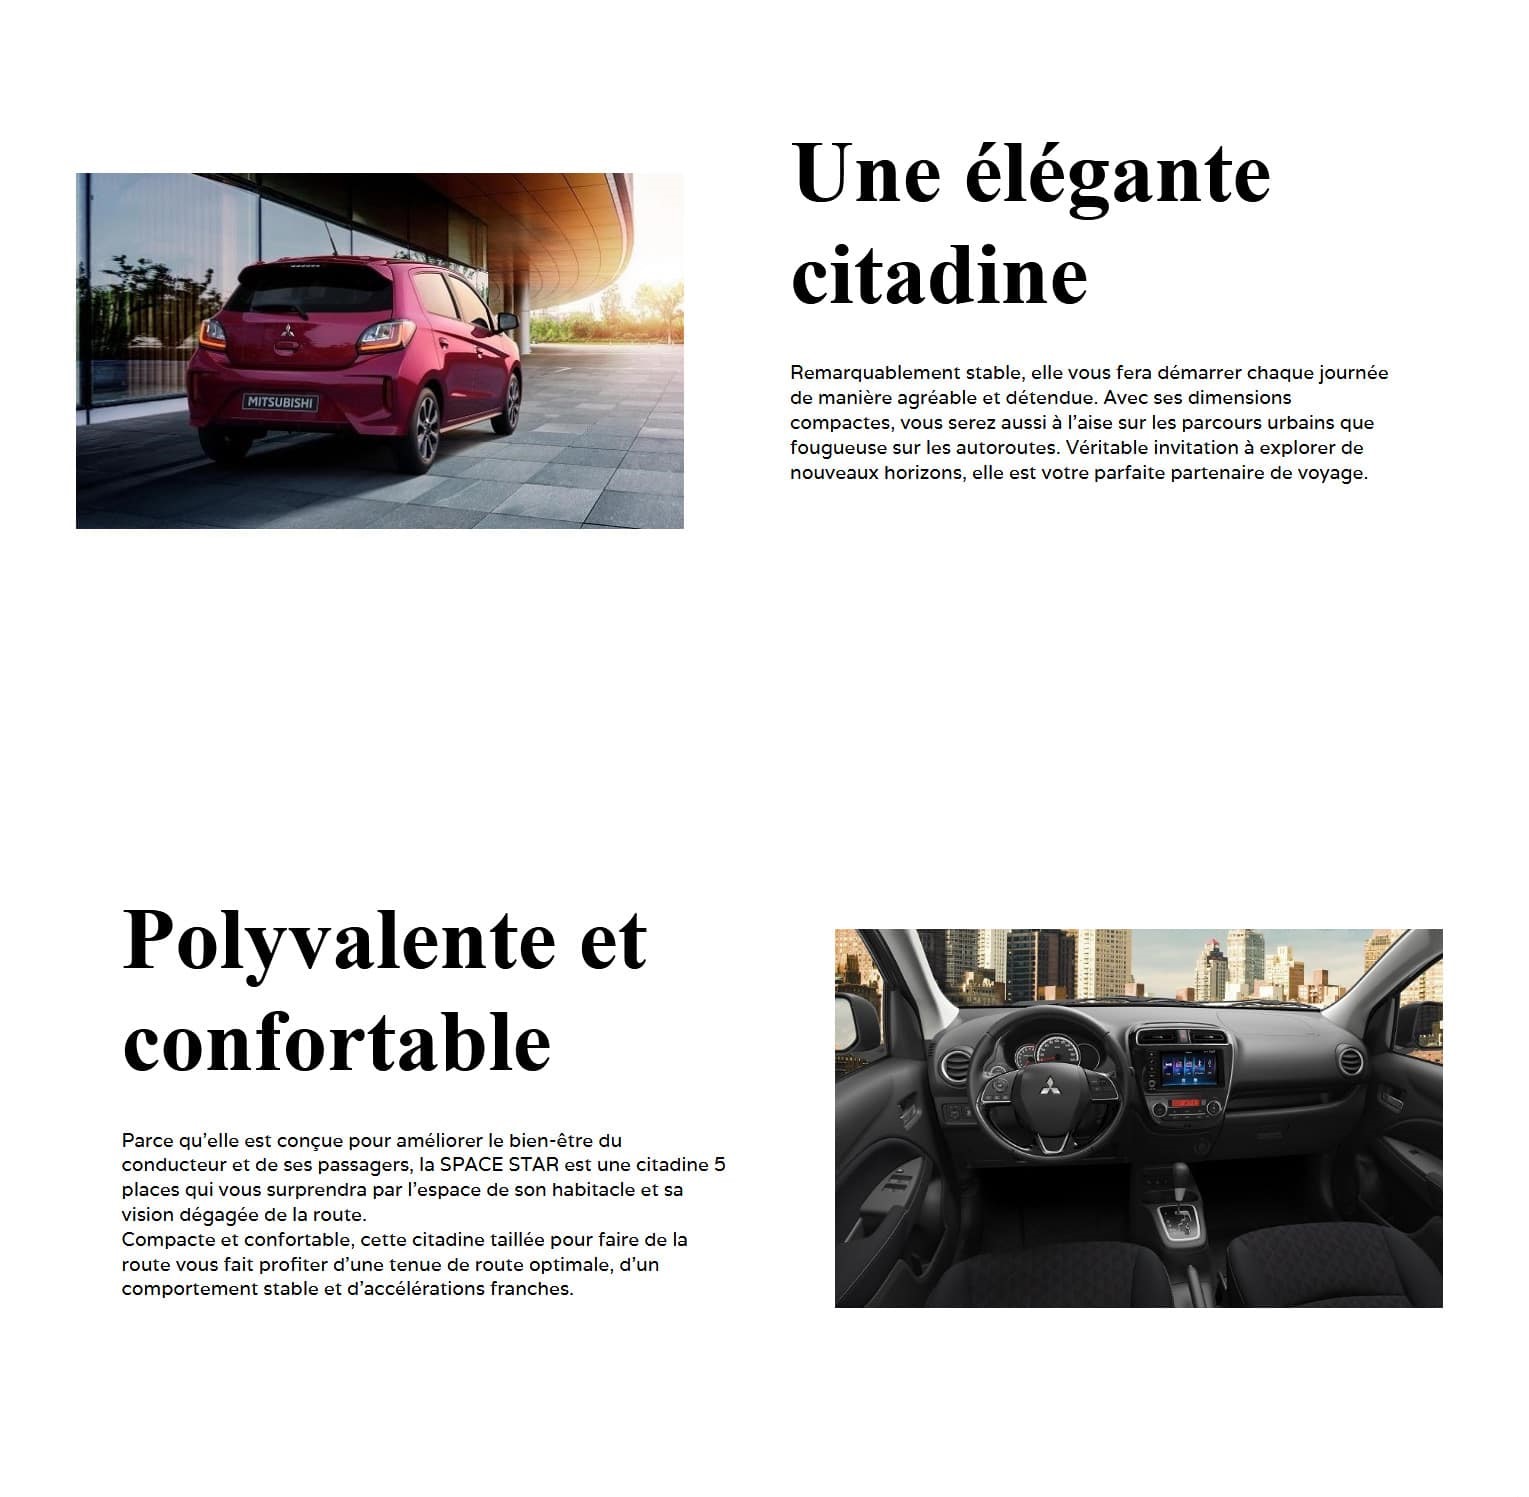 Une élégante
citadine
Remarquablement stable, elle vous fera démarrer chaque journée
de manière agréable et détendue. Avec ses dimensions
compactes, vous serez aussi à l'aise sur les parcours urbains que
fougueuse sur les autoroutes. Véritable invitation à explorer de
nouveaux horizons, elle est votre parfaite partenaire de voyage.
MITSUBISHI
Polyvalente et
confortable
Parce qu'elle est conçue pour améliorer le bien-être du
conducteur et de ses passagers, la SPACE STAR est une citadine 5
places qui vous surprendra par l'espace de son habitacle et sa
vision dégagée de la route.
Compacte et confortable, cette citadine taillée pour faire de la
route vous fait profiter d'une tenue de route optimale, d'un
comportement stable et d'accélérations franches.